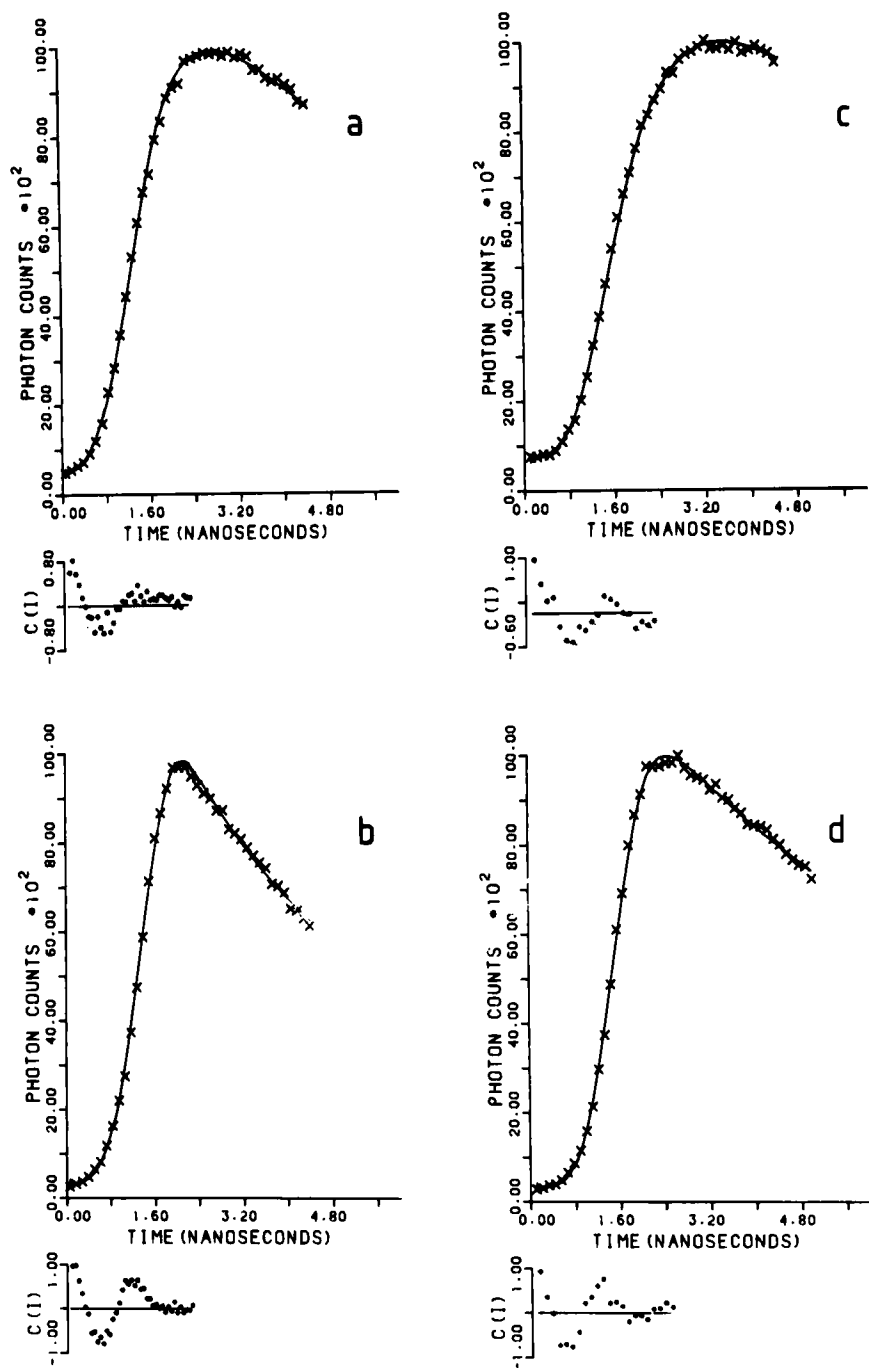 100.00
80.00
60.00
40.00
20.00
0.00
PHOTON COUNTS *10²
a
0.00 1.60 3.20 4.80
TIME (NANOSECONDS)
0.80
-0.80
C(I)
100.00
80.00
60.00
40.00
20.00
0.00
PHOTON COUNTS *10²
c
0.00 1.60 3.20 4.80
TIME (NANOSECONDS)
1.00
-0.60
C(I)
100.00
80.00
60.00
40.00
20.00
0.00
PHOTON COUNTS *10²
b
0.00 1.60 3.20 4.80
TIME (NANOSECONDS)
1.00
-1.00
C(I)
100.00
80.00
60.00
40.00
20.00
0.00
PHOTON COUNTS *10²
d
0.00 1.60 3.20 4.80
TIME (NANOSECONDS)
1.00
-1.00
C(I)